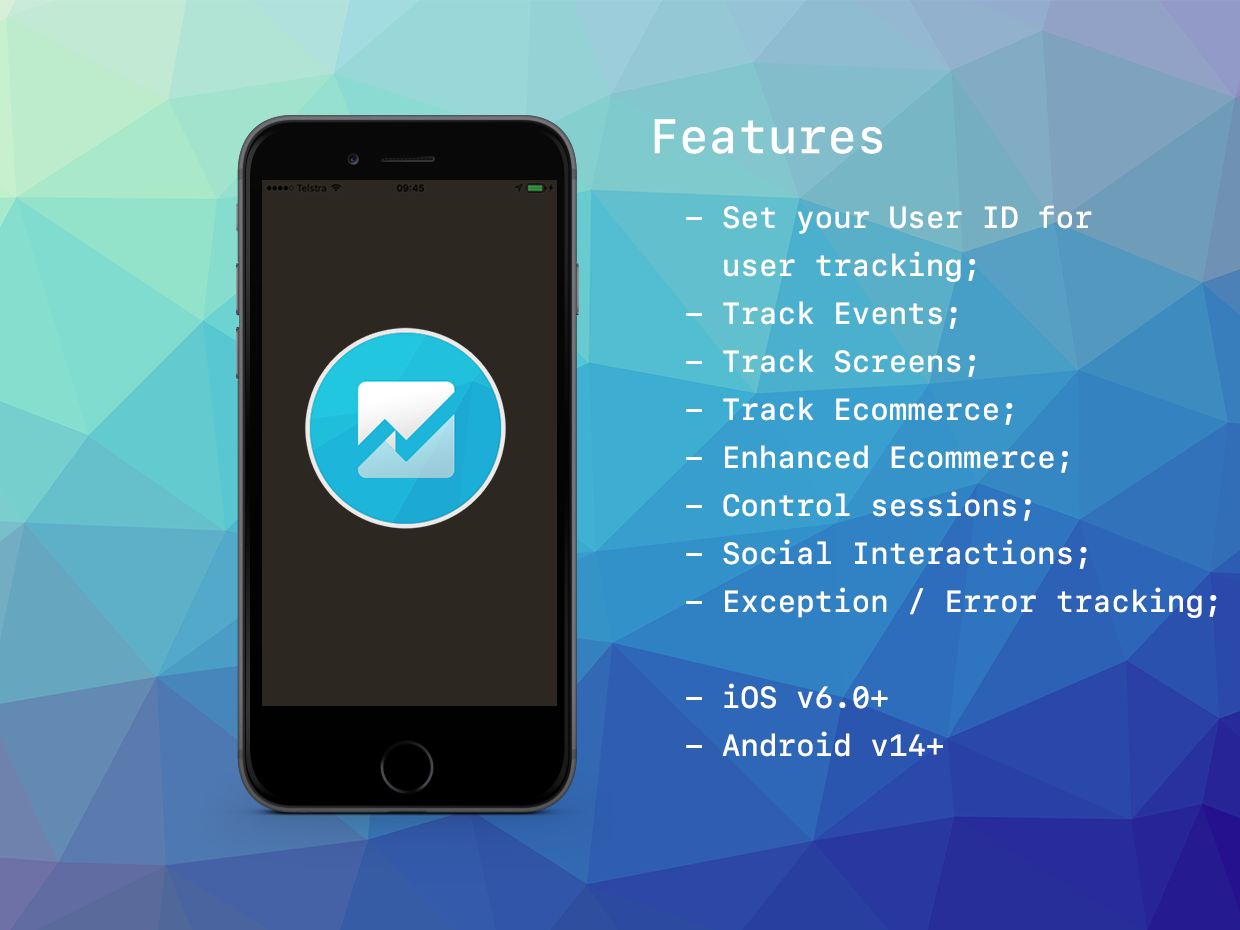 Telstra 09:45
Features
- Set your User ID for
user tracking;
- Track Events;
- Track Screens;
- Track Ecommerce;
- Enhanced Ecommerce;
- Control sessions;
- Social Interactions;
- Exception / Error tracking;
- iOS v6.0+
- Android v14+